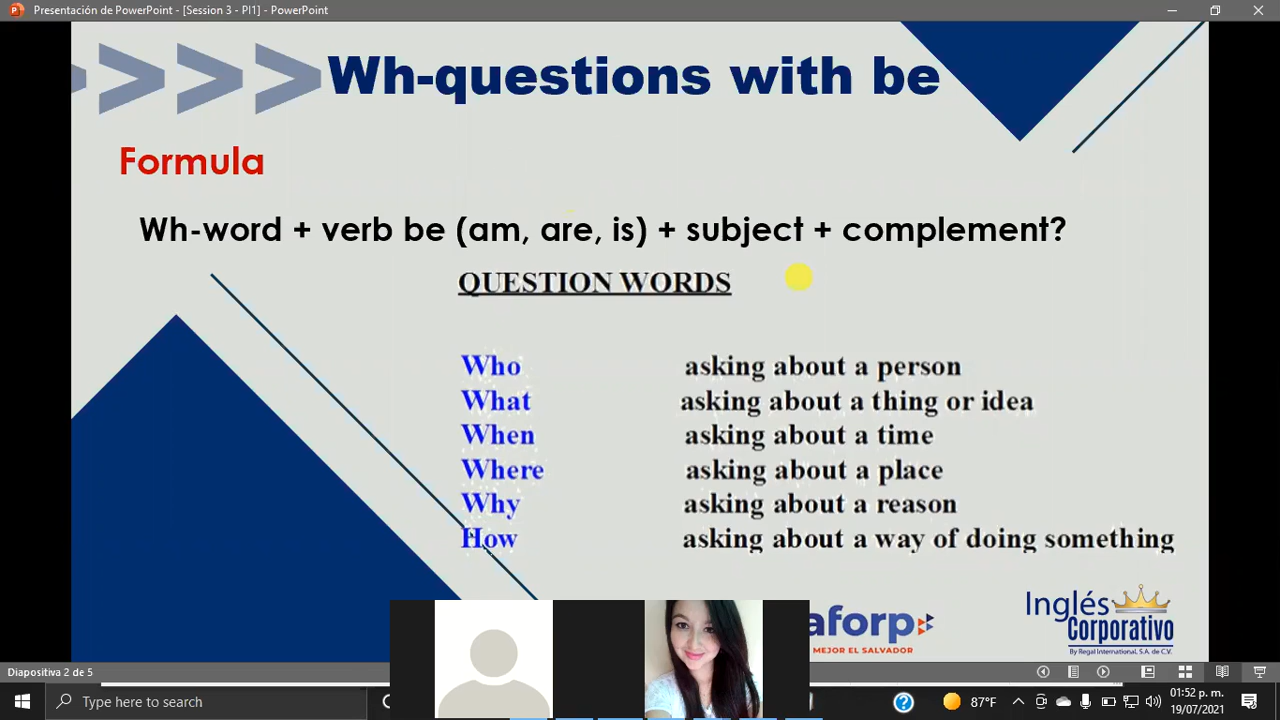 Presentación de PowerPoint - [Session 3 - PI1] - PowerPoint
Wh-questions with be
Formula
Wh-word + verb be (am, are, is) + subject + complement?
QUESTION WORDS
Who asking about a person
What asking about a thing or idea
When asking about a time
Where asking about a place
Why asking about a reason
How asking about a way of doing something
aforp
MEJOR EL SALVADOR
Inglés
Corporativo
By Regal International, S.A. de C.V.
Diapositiva 2 de 5
Type here to search
87°F
01:52 p. m.
19/07/2021